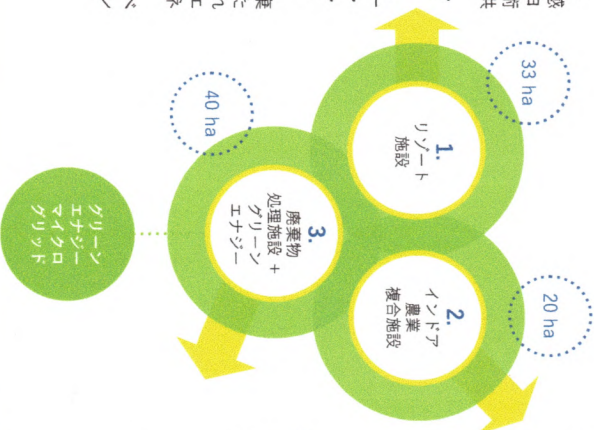 33 ha
1.
リゾート
施設
20 ha
2.
インドア
農業
複合施設
40 ha
3.
廃棄物
処理施設 +
グリーン
エナジー
グリーン
エナジー
マイクロ
グリッド